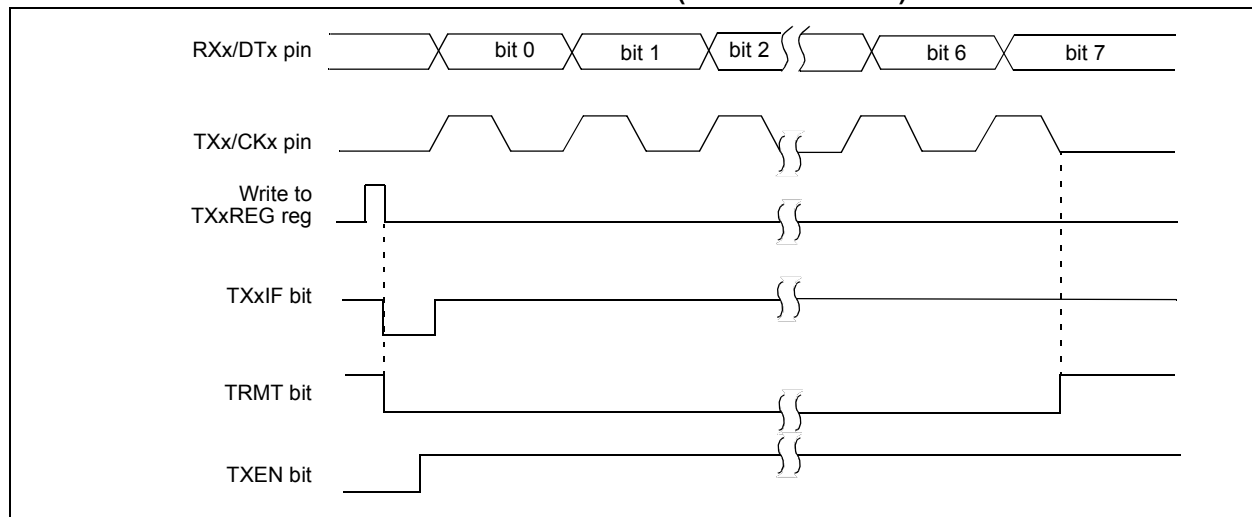 RXx/DTx pin
bit 0
bit 1
bit 2
bit 6
bit 7
TXx/CKx pin
Write to
TXxREG reg
TXxIF bit
TRMT bit
TXEN bit